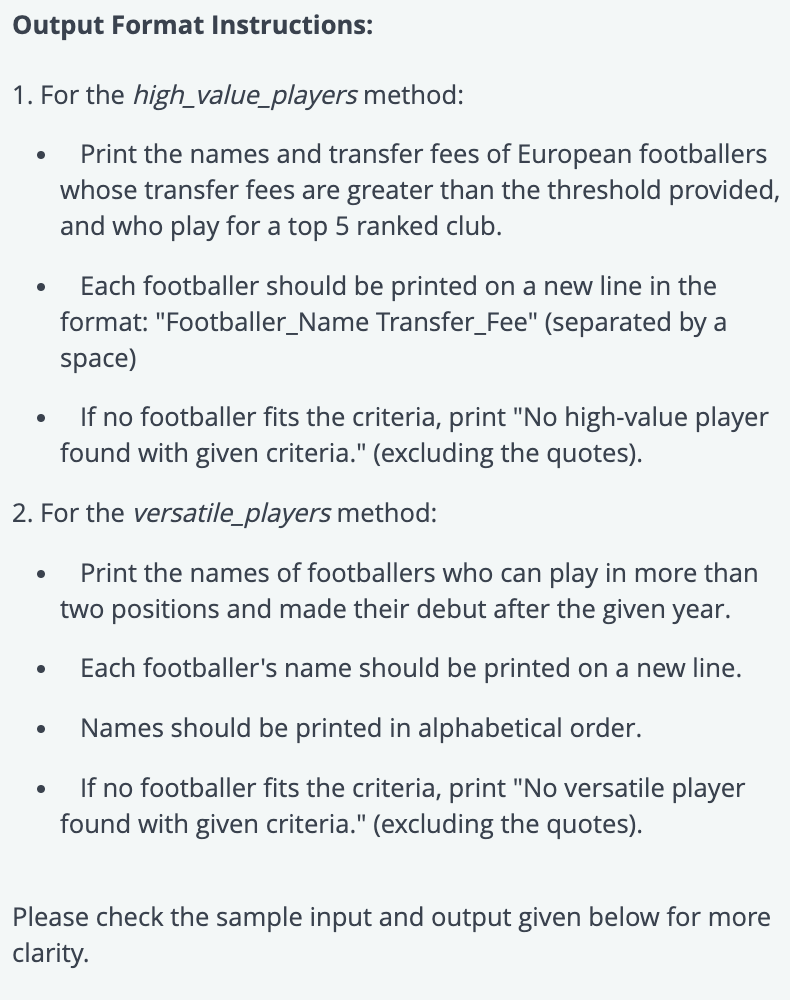 Output Format Instructions:
1. For the high_value_players method:
• Print the names and transfer fees of European footballers
whose transfer fees are greater than the threshold provided,
and who play for a top 5 ranked club.
• Each footballer should be printed on a new line in the
format: "Footballer_Name Transfer_Fee" (separated by a
space)
• If no footballer fits the criteria, print "No high-value player
found with given criteria." (excluding the quotes).
2. For the versatile_players method:
• Print the names of footballers who can play in more than
two positions and made their debut after the given year.
• Each footballer's name should be printed on a new line.
• Names should be printed in alphabetical order.
• If no footballer fits the criteria, print "No versatile player
found with given criteria." (excluding the quotes).
Please check the sample input and output given below for more
clarity.